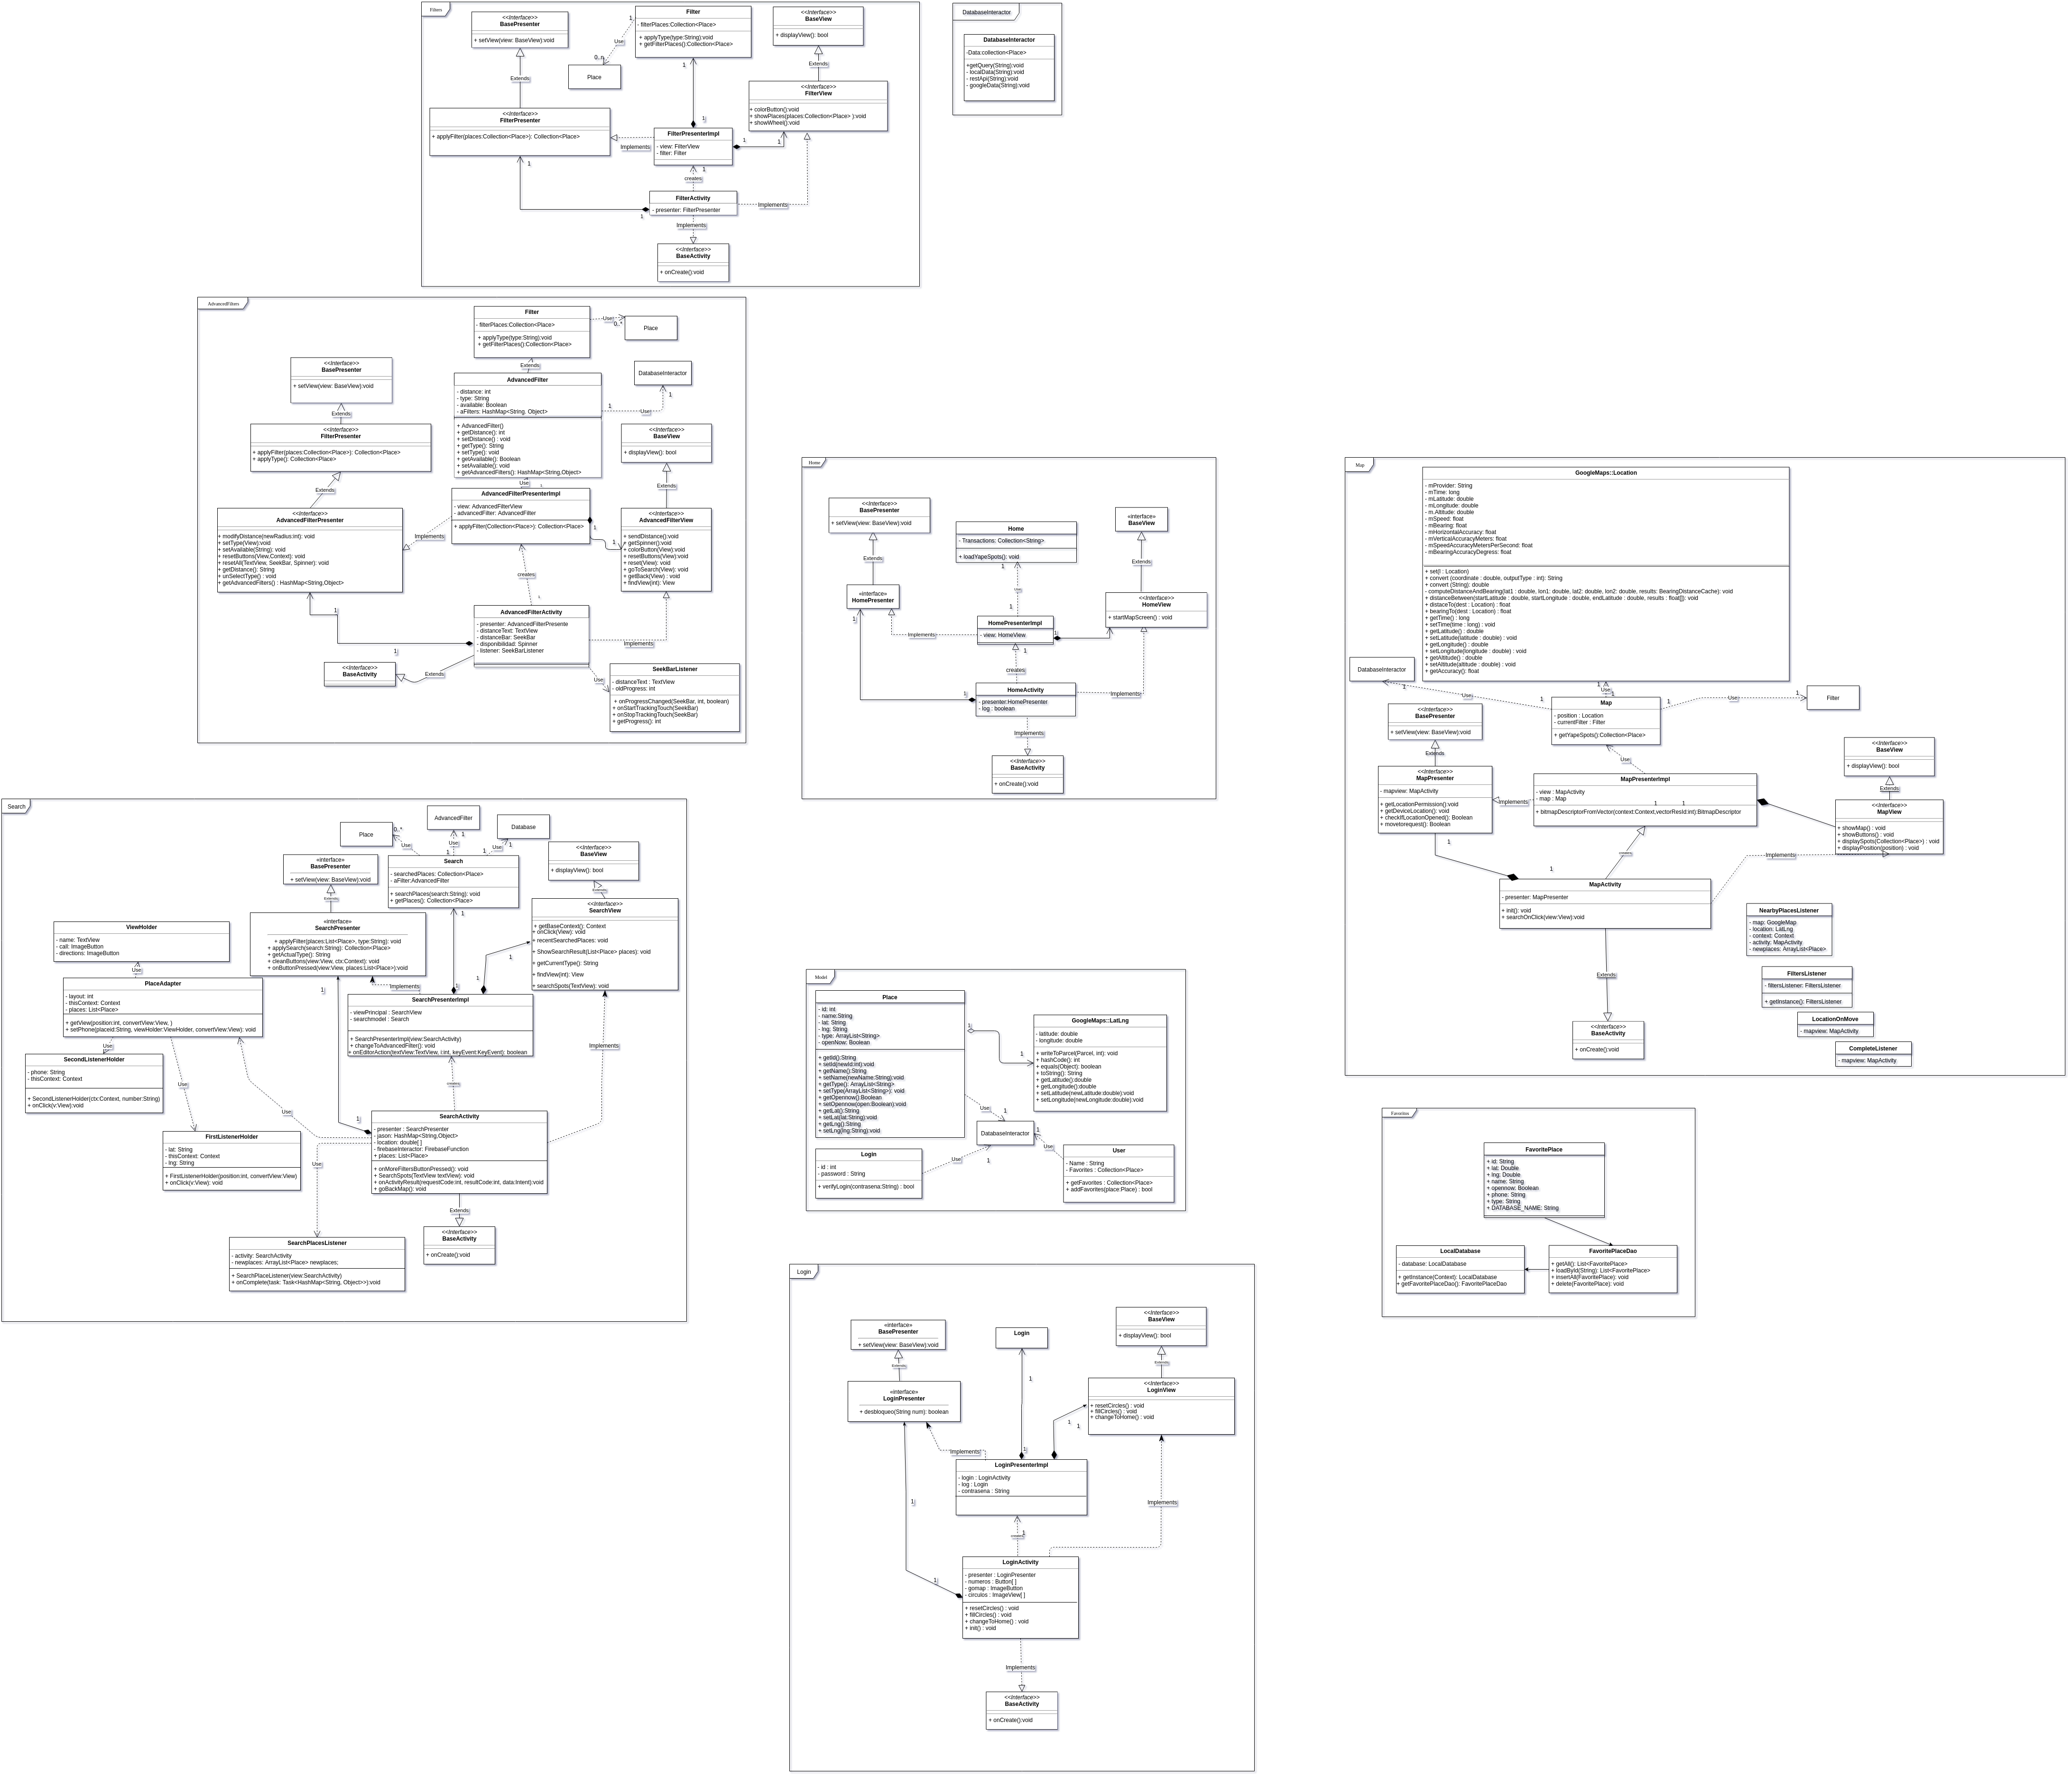 Filters
<<Interface>>
BasePresenter
+ setView(view: BaseView):void
Filter
- filterPlaces:Collection<Place>
+ applyType(type:String):void
+ getFilterPlaces():Collection<Place>
<<Interface>>
BaseView
+ displayView(): bool
1
Use
0..n
Place
1
Extends
Extends
<<Interface>>
FilterView
+ colorButton():void
+ showPlaces(places:Collection<Place> ):void
+ showWheel():void
<<Interface>>
FilterPresenter
+ applyFilter(places:Collection<Place>): Collection<Place>
1
FilterPresenterImpl
- view: FilterView
- filter: Filter
Implements
1
1
1
1
creates
FilterActivity
- presenter: FilterPresenter
1
Implements
Implements
<<Interface>>
BaseActivity
+ onCreate():void
DatabaseInteractor
DatabaseInteractor
-Data:collection<Place>
+getQuery(String):void
- localData(String):void
- restApi(String):void
- googleData(String):void
AdvancedFilters
Filter
- filterPlaces:Collection<Place>
+ applyType(type:String):void
+ getFilterPlaces():Collection<Place>
Use
0..*
Place
Extends
<<Interface>>
BasePresenter
+ setView(view: BaseView):void
Extends
AdvancedFilter
- distance: int
- type: String
- available: Boolean
- aFilters: HashMap<String, Object>
+ AdvancedFilter()
+ getDistance(): int
+ setDistance() : void
+ getType(): String
+ setType(): void
+ getAvailable(): Boolean
+ setAvailable(): void
+ getAdvancedFilters(): HashMap<String,Object>
DatabaseInteractor
1
1
Use
<<Interface>>
FilterPresenter
+ applyFilter(places:Collection<Place>): Collection<Place>
+ applyType(): Collection<Place>
<<Interface>>
BaseView
+ displayView(): bool
Extends
Extends
Use
AdvancedFilterPresenterImpl
- view: AdvancedFilterView
- advancedFilter: AdvancedFilter
+ applyFilter(Collection<Place>): Collection<Place>
<<Interface>>
AdvancedFilterPresenter
+ modifyDistance(newRadius:int): void
+ setView(View):void
+ setAvailable(String): void
+ resetButtons(View,Context): void
+ resetAll(TextView, SeekBar, Spinner): void
+ getDistance(): String
+ unSelectType() : void
+ getAdvancedFilters() : HashMap<String,Object>
Implements
1
1
<<Interface>>
AdvancedFilterView
+ sendDistance():void
+ getSpinner():void
+ colorButton(View):void
+ resetButtons(View):void
+ reset(View): void
+ goToSearch(View): void
+ getBack(View) : void
+ findView(int): View
creates
1
1
AdvancedFilterActivity
- presenter: AdvancedFilterPresente
- distanceText: TextView
- distanceBar: SeekBar
- disponibilidad: Spinner
- listener: SeekBarListener
Implements
Extends
<<Interface>>
BaseActivity
Use
SeekBarListener
- distanceText : TextView
- oldProgress: int
+ onProgressChanged(SeekBar, int, boolean)
+ onStartTrackingTouch(SeekBar)
+ onStopTrackingTouch(SeekBar)
+ getProgress(): int
Home
<<Interface>>
BasePresenter
+ setView(view: BaseView):void
Home
- Transactions: Collection<String>
+ loadYapeSpots(): void
«interface»
BaseView
Extends
Extends
1
«interface»
HomePresenter
<<Interface>>
HomeView
+ startMapScreen() : void
1
1
HomePresenterImpl
- view: HomeView
Implements
1
1
creates
HomeActivity
- presenter:HomePresenter
- log : boolean
1
Implements
Implements
<<Interface>>
BaseActivity
+ onCreate():void
Map
GoogleMaps::Location
- mProvider: String
- mTime: long
- mLatitude: double
- mLongitude: double
- m.Altitude: double
- mSpeed: float
- mBearing: float
- mHorizontalAccuracy: float
- mVerticalAccuracyMeters: float
- mSpeedAccuracyMetersPerSecond: float
- mBearingAccuracyDegress: float
+ set(l : Location)
+ convert (coordinate : double, outputType : int): String
+ convert (String): double
- computeDistanceAndBearing(lat1 : double, lon1: double, lat2: double, lon2: double, results: BearingDistanceCache): void
+ distanceBetween(startLatitude : double, startLongitude : double, endLatitude : double, results : float[]): void
+ distaceTo(dest : Location) : float
+ bearingTo(dest : Location) : float
+ getTime() : long
+ setTime(time : long) : void
+ getLatitude() : double
+ setLatitude(latitude : double) : void
+ getLongitude() : double
+ setLongitude(longitude : double) : void
+ getAltitude() : double
+ setAltitude(altitude : double) : void
+ getAccuracy(): float
DatabaseInteractor
1
Use
1
1
Use
1
Map
- position : Location
- currentFilter : Filter
+ getYapeSpots():Collection<Place>
1
Use
1
Filter
<<Interface>>
BasePresenter
+ setView(view: BaseView):void
Extends
Use
<<Interface>>
BaseView
+ displayView(): bool
Extends
<<Interface>>
MapPresenter
- mapview: MapActivity
+ getLocationPermission():void
+ getDeviceLocation(): void
+ checkIfLocationOpened(): Boolean
+ movetorequest(): Boolean
Implements
MapPresenterImpl
- view : MapActivity
- map : Map
1
1
+ bitmapDescriptorFromVector(context:Context,vectorResId:int):BitmapDescriptor
<<Interface>>
MapView
+ showMap() : void
+ showButtons() : void
+ displaySpots(Collection<Place>) : void
+ displayPosition(position) : void
1
1
Implements
MapActivity
- presenter: MapPresenter
+ init(): void
+ searchOnClick(view:View):void
Extends
<<Interface>>
BaseActivity
+ onCreate():void
NearbyPlacesListener
- map: GoogleMap
- location: LatLng
- context: Context
- activity: MapActivity
- newplaces: ArrayList<Place>
FiltersListener
- filtersListener: FiltersListener
+ getInstance(): FiltersListener
LocationOnMove
- mapview: MapActivity
CompleteListener
- mapview: MapActivity
Search
AdvancedFilter
Database
Place
0..*
Use
1
Use
1
1
Use
1
«interface»
BasePresenter
+ setView(view: BaseView):void
Extends
Search
- searchedPlaces: Collection<Place>
- aFilter:AdvancedFilter
+ searchPlaces(search:String): void
+ getPlaces(): Collection<Place>
<<Interface>>
BaseView
+ displayView(): bool
Extends
ViewHolder
- name: TextView
- call: ImageButton
- directions: ImageButton
«interface»
SearchPresenter
+ applyFilter(places:List<Place>, type:String): void
+ applySearch(search:String): Collection<Place>
+ getActualType(): String
+ cleanButtons(view:View, ctx:Context): void
+ onButtonPressed(view:View, places:List<Place>):void
<<Interface>>
SearchView
+ getBaseContext(): Context
+ onClick(View): void
+ recentSearchedPlaces: void
+ ShowSearchResult(List<Place> places): void
+ getCurrentType(): String
+ findView(int): View
+ searchSpots(TextView): void
1
1
1
1
1
Use
Implements
PlaceAdapter
- layout: int
- thisContext: Context
- places: List<Place>
+ getView(position:int, convertView:View, )
+ setPhone(placeid:String, viewHolder:ViewHolder, convertView:View): void
SearchPresenterImpl
- viewPrincipal : SearchView
- searchmodel : Search
+ SearchPresenterImpl(view:SearchActivity)
+ changeToAdvancedFilter(): void
+ onEditorAction(textView:TextView, i:int, keyEvent:KeyEvent): boolean
Use
SecondListenerHolder
- phone: String
- thisContext: Context
+ SecondListenerHolder(ctx:Context, number:String)
+ onClick(v:View):void
Use
Use
Implements
1
SearchActivity
- presenter : SearchPresenter
- jason: HashMap<String,Object>
- location: double[ ]
- firebaseInteractor: FirebaseFunction
+ places: List<Place>
+ onMoreFiltersButtonPressed(): void
+ SearchSpots(TextView textView): void
+ onActivityResult(requestCode:int, resultCode:int, data:Intent):void
+ goBackMap(): void
FirstListenerHolder
- lat: String
- thisContext: Context
- lng: String
+ FirstListenerHolder(position:int, convertView:View)
+ onClick(v:View): void
Use
Extends
<<Interface>>
BaseActivity
+ onCreate():void
SearchPlacesListener
- activity: SearchActivity
- newplaces: ArrayList<Place> newplaces;
+ SearchPlaceListener(view:SearchActivity)
+ onComplete(task: Task<HashMap<String, Object>>):void
Model
Place
- id: int
- name:String
- lat: String
- lng: String
- type: ArrayList<String>
- openNow: Boolean
+ getId():String
+ setId(newId:int):void
+ getName():String
+ setName(newName:String):void
+ getType(): ArrayList<String>
+ setType(ArrayList<String>): void
+ getOpennow():Boolean
+ setOpennow(open:Boolean):void
+ getLat():String
+ setLat(lat:String):void
+ getLng():String
+ setLng(lng:String):void
1
1
GoogleMaps::LatLng
- latitude: double
- longitude: double
+ writeToParcel(Parcel, int): void
+ hashCode(): int
+ equals(Object): boolean
+ toString(): String
+ getLatitude():double
+ getLongitude():double
+ setLatitude(newLatitude:double):void
+ setLongitude(newLongitude:double):void
Use
1
DatabaseInteractor
1
Use
Use
1
Login
- id : int
- password : String
+ verifyLogin(contrasena:String) : bool
User
- Name : String
- Favorites : Collection<Place>
+ getFavorites : Collection<Place>
+ addFavorites(place:Place) : bool
Favorites
FavoritePlace
+ id: String
+ lat: Double
+ lng: Double
+ name: String
+ opennow: Boolean
+ phone: String
+ type: String
+ DATABASE_NAME: String
LocalDatabase
- database: LocalDatabase
+ getInstance(Context): LocalDatabase
+ getFavoritePlaceDao(): FavoritePlaceDao
FavoritePlaceDao
+ getAll(): List<FavoritePlace>
+ loadById(String): List<FavoritePlace>
+ insertAll(FavoritePlace): void
+ delete(FavoritePlace): void
Login
«interface»
BasePresenter
+ setView(view: BaseView):void
Login
<<Interface>>
BaseView
+ displayView(): bool
Extends
Extends
«interface»
LoginPresenter
+ desbloqueo(String num): boolean
1
<<Interface>>
LoginView
+ resetCircles() : void
+ fillCircles() : void
+ changeToHome() : void
1
1
Implements
1
LoginPresenterImpl
- login : LoginActivity
- log : Login
- contrasena : String
1
Implements
1
creates
LoginActivity
- presenter : LoginPresenter
- numeros : Button[ ]
- gomap : ImageButton
- circulos : ImageView[ ]
+ resetCircles() : void
+ fillCircles() : void
+ changeToHome() : void
+ init() : void
1
Implements
<<Interface>>
BaseActivity
+ onCreate():void